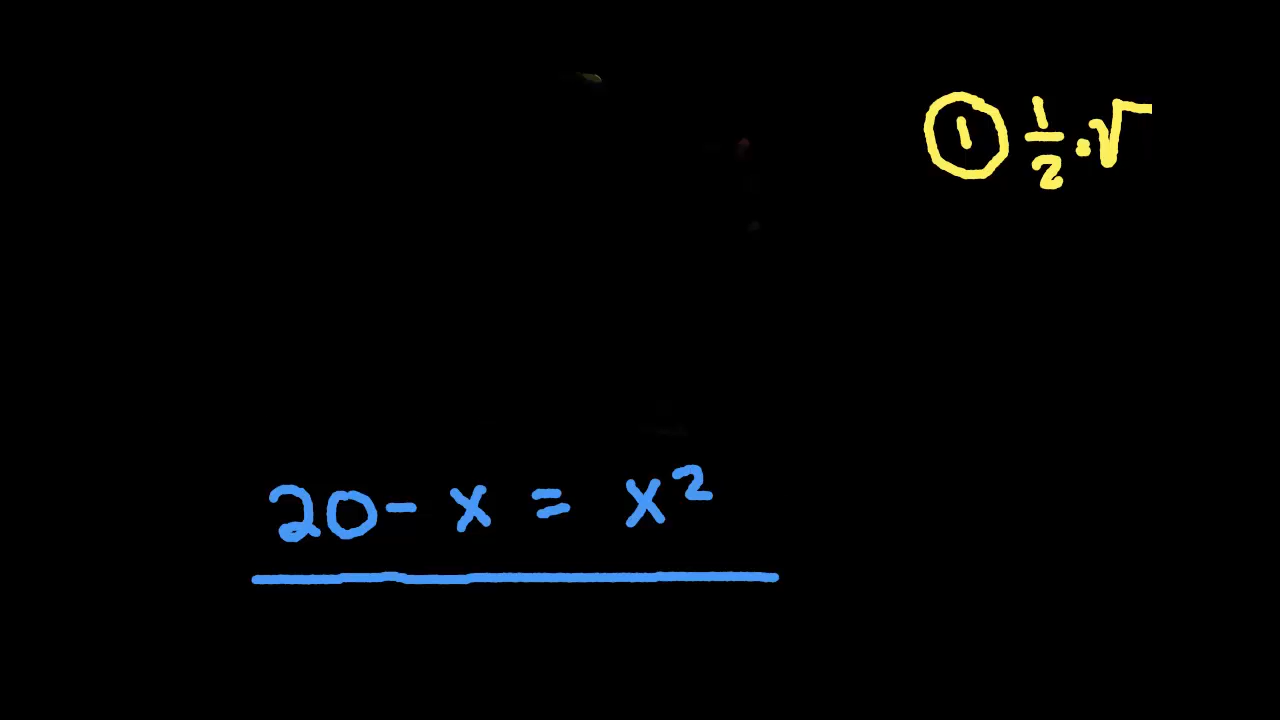 ① 1/2 · √
20 - x = x²